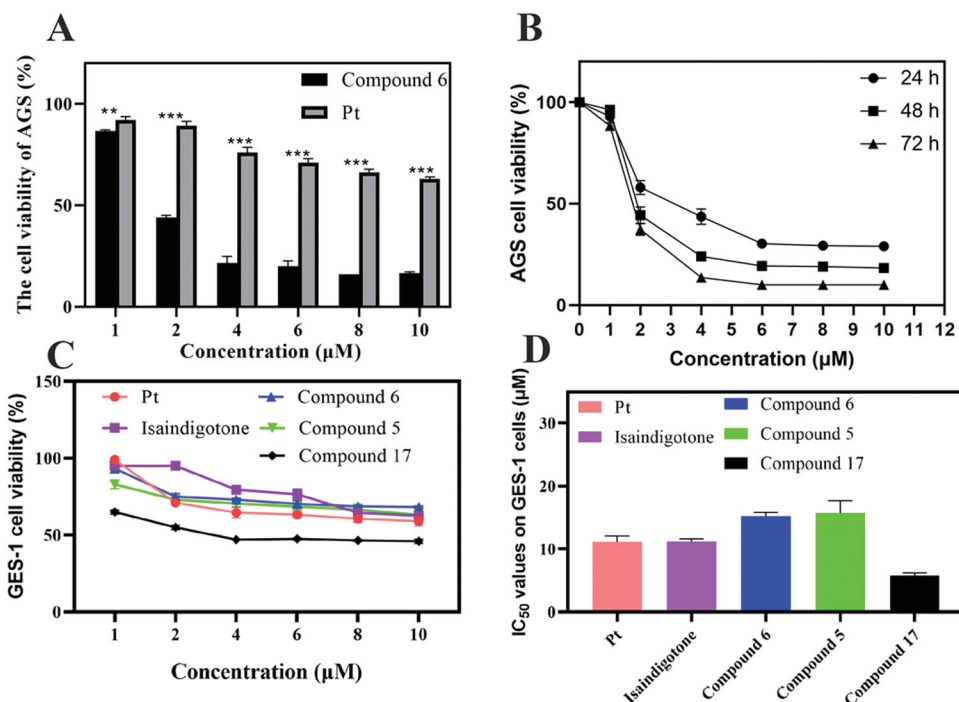 A
The cell viability of AGS (%)
100
50
0
** *** *** *** *** ***
Compound 6
Pt
1 2 4 6 8 10
Concentration (µM)
B
AGS cell viability (%)
100
50
0
24 h
48 h
72 h
0 1 2 3 4 5 6 7 8 9 10 11 12
Concentration (µM)
C
GES-1 cell viability (%)
150
100
50
0
Pt
Isaindigotone
Compound 6
Compound 5
Compound 17
1 2 4 6 8 10
Concentration (µM)
D
IC50 values on GES-1 cells (µM)
30
20
10
0
Pt
Isaindigotone
Compound 6
Compound 5
Compound 17
Pt
Isaindigotone
Compound 6
Compound 5
Compound 17